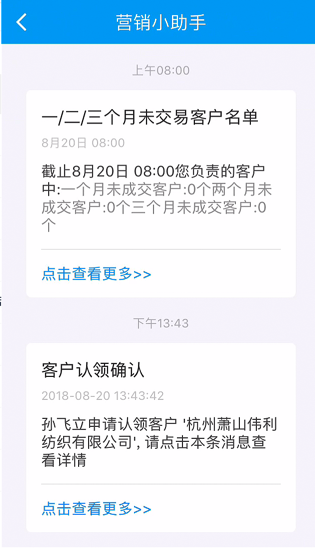 营销小助手
上午08:00
一/二/三个月未交易客户名单
8月20日 08:00
截止8月20日 08:00您负责的客户
中:一个月未成交客户:0个两个月未
成交客户:0个三个月未成交客户:0
个
点击查看更多>>
下午13:43
客户认领确认
2018-08-20 13:43:42
孙飞立申请认领客户 '杭州萧山伟利
纺织有限公司', 请点击本条消息查
看详情
点击查看更多>>